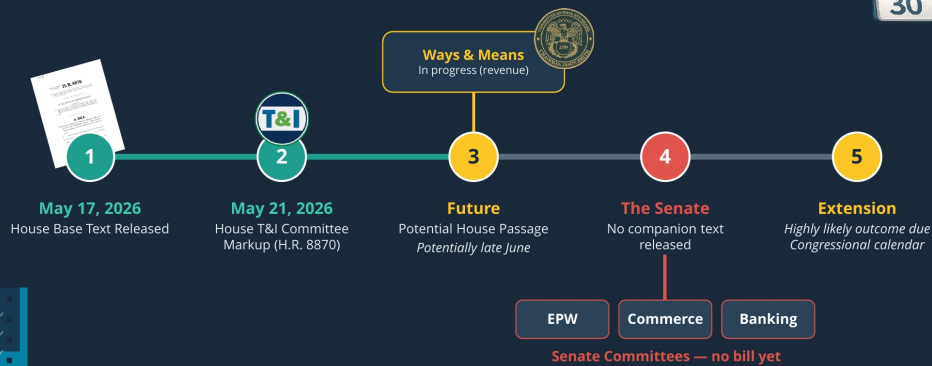 30
Ways & Means
In progress (revenue)
H. R. 8870
A BILL
T&I
1
2
3
4
5
May 17, 2026
House Base Text Released
May 21, 2026
House T&I Committee
Markup (H.R. 8870)
Future
Potential House Passage
Potentially late June
The Senate
No companion text
released
Extension
Highly likely outcome due
Congressional calendar
EPW
Commerce
Banking
Senate Committees — no bill yet